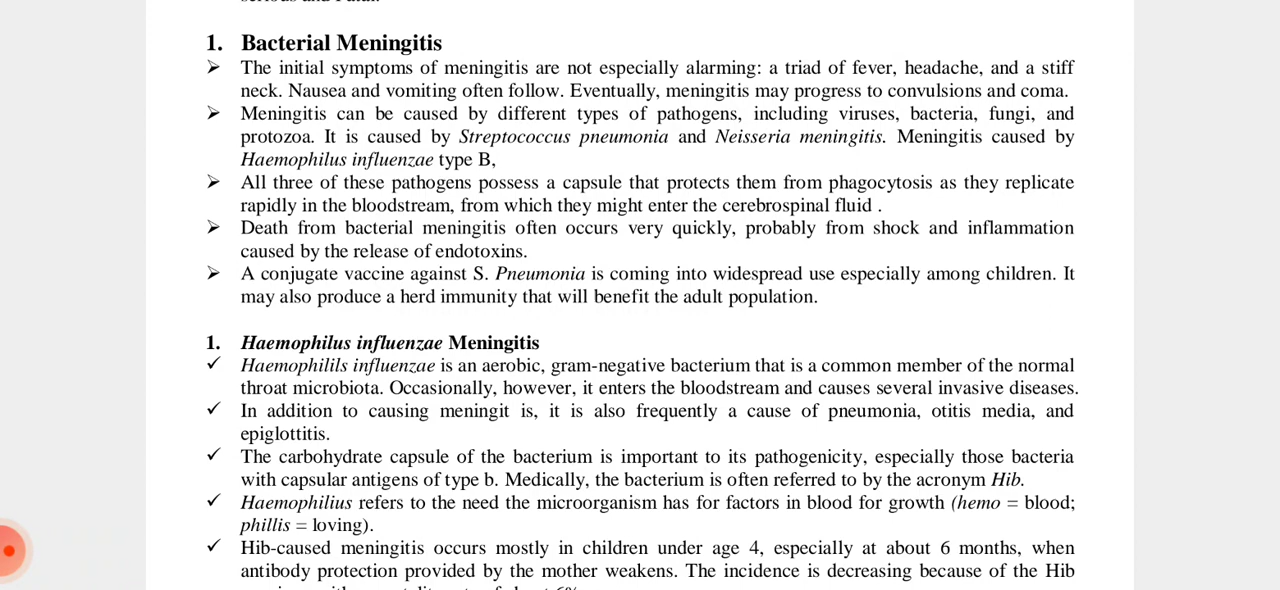 serious and Fatal.
1. Bacterial Meningitis
➢ The initial symptoms of meningitis are not especially alarming: a triad of fever, headache, and a stiff
neck. Nausea and vomiting often follow. Eventually, meningitis may progress to convulsions and coma.
➢ Meningitis can be caused by different types of pathogens, including viruses, bacteria, fungi, and
protozoa. It is caused by Streptococcus pneumonia and Neisseria meningitis. Meningitis caused by
Haemophilus influenzae type B,
➢ All three of these pathogens possess a capsule that protects them from phagocytosis as they replicate
rapidly in the bloodstream, from which they might enter the cerebrospinal fluid .
➢ Death from bacterial meningitis often occurs very quickly, probably from shock and inflammation
caused by the release of endotoxins.
➢ A conjugate vaccine against S. Pneumonia is coming into widespread use especially among children. It
may also produce a herd immunity that will benefit the adult population.
1. Haemophilus influenzae Meningitis
✓ Haemophilils influenzae is an aerobic, gram-negative bacterium that is a common member of the normal
throat microbiota. Occasionally, however, it enters the bloodstream and causes several invasive diseases.
✓ In addition to causing meningit is, it is also frequently a cause of pneumonia, otitis media, and
epiglottitis.
✓ The carbohydrate capsule of the bacterium is important to its pathogenicity, especially those bacteria
with capsular antigens of type b. Medically, the bacterium is often referred to by the acronym Hib.
✓ Haemophilius refers to the need the microorganism has for factors in blood for growth (hemo = blood;
phillis = loving).
✓ Hib-caused meningitis occurs mostly in children under age 4, especially at about 6 months, when
antibody protection provided by the mother weakens. The incidence is decreasing because of the Hib